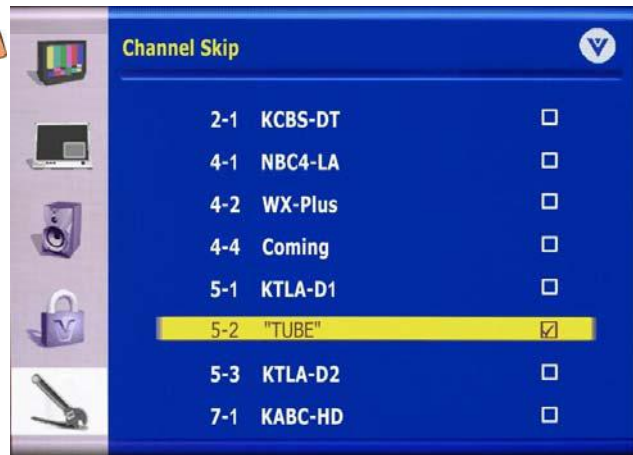 Channel Skip
2-1 KCBS-DT
4-1 NBC4-LA
4-2 WX-Plus
4-4 Coming
5-1 KTLA-D1
5-2 "TUBE"
5-3 KTLA-D2
7-1 KABC-HD